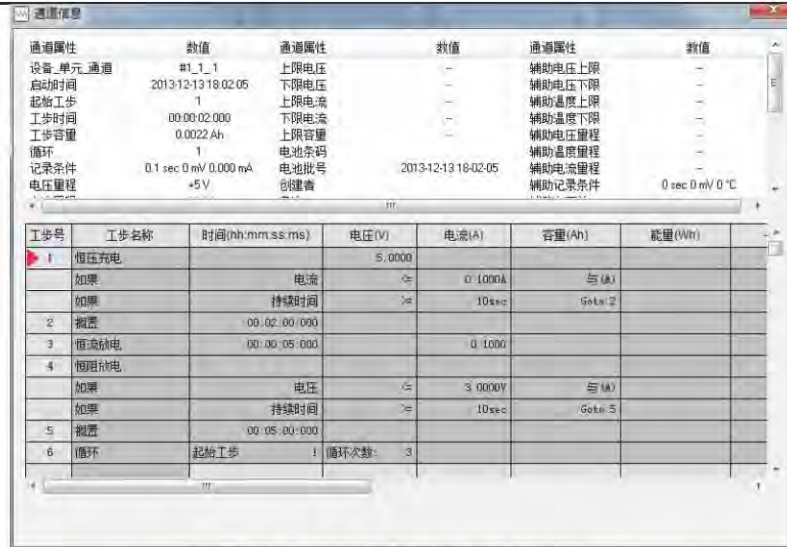 通道信息
通道属性 数值 通道属性 数值 通道属性 数值
设备_单元_通道 #1_1_1 上限电压 -- 辅助电压上限 --
启动时间 2013-12-13 18:02:05 下限电压 -- 辅助电压下限 --
起始工步 1 上限电流 -- 辅助温度上限 --
工步时间 00:00:02:000 下限电流 -- 辅助温度下限 --
工步容量 0.0022 Ah 上限容量 -- 辅助电压量程 --
循环 1 电池条码 辅助温度量程 --
记录条件 0.1 sec 0 mV 0.000 mA 电池批号 2013-12-13 18-02-05 辅助电流量程 --
电压量程 +5 V 创建者 辅助记录条件 0 sec 0 mV 0 °C
工步号 工步名称 时间(hh:mm:ss:ms) 电压(V) 电流(A) 容量(Ah) 能量(Wh)
1 恒压充电 5.0000
如果 电流 <= 0.1000A 与(&)
如果 持续时间 >= 10sec Goto:2
2 搁置 00:02:00:000
3 恒流放电 00:00:05:000 0.1000
4 恒阻放电
如果 电压 <= 3.0000V 与(&)
如果 持续时间 >= 10sec Goto:5
5 搁置 00:05:00:000
6 循环 起始工步 1 循环次数: 3